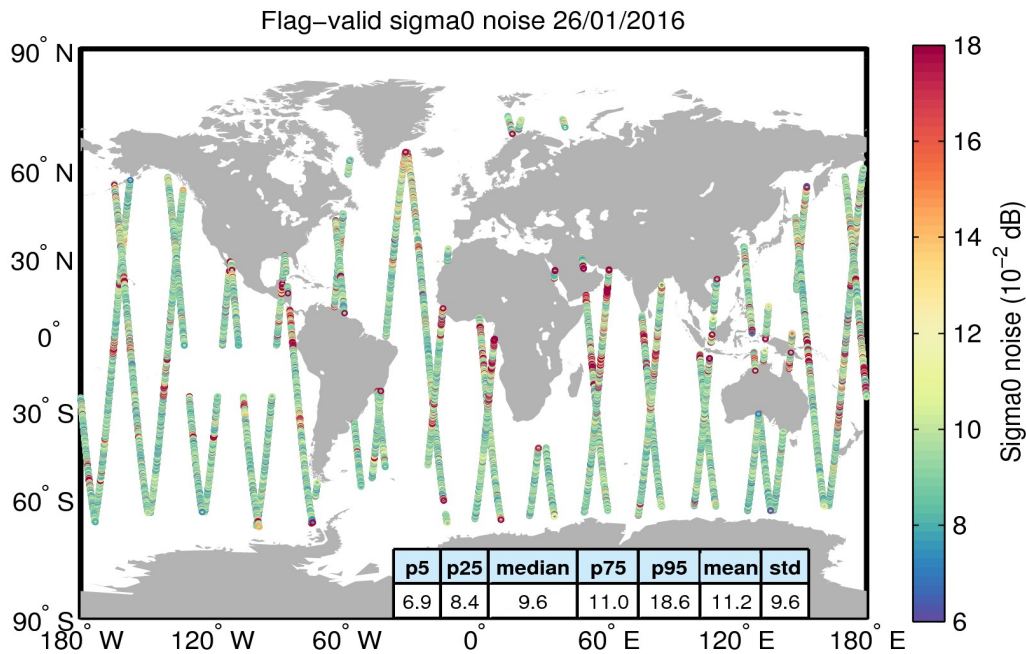 Flag−valid sigma0 noise 26/01/2016
90° N
60° N
30° N
0°
30° S
60° S
90° S
180° W
120° W
60° W
0°
60° E
120° E
180° E
p5 p25 median p75 p95 mean std
6.9 8.4 9.6 11.0 18.6 11.2 9.6
18
16
14
12
10
8
6
Sigma0 noise (10−2 dB)